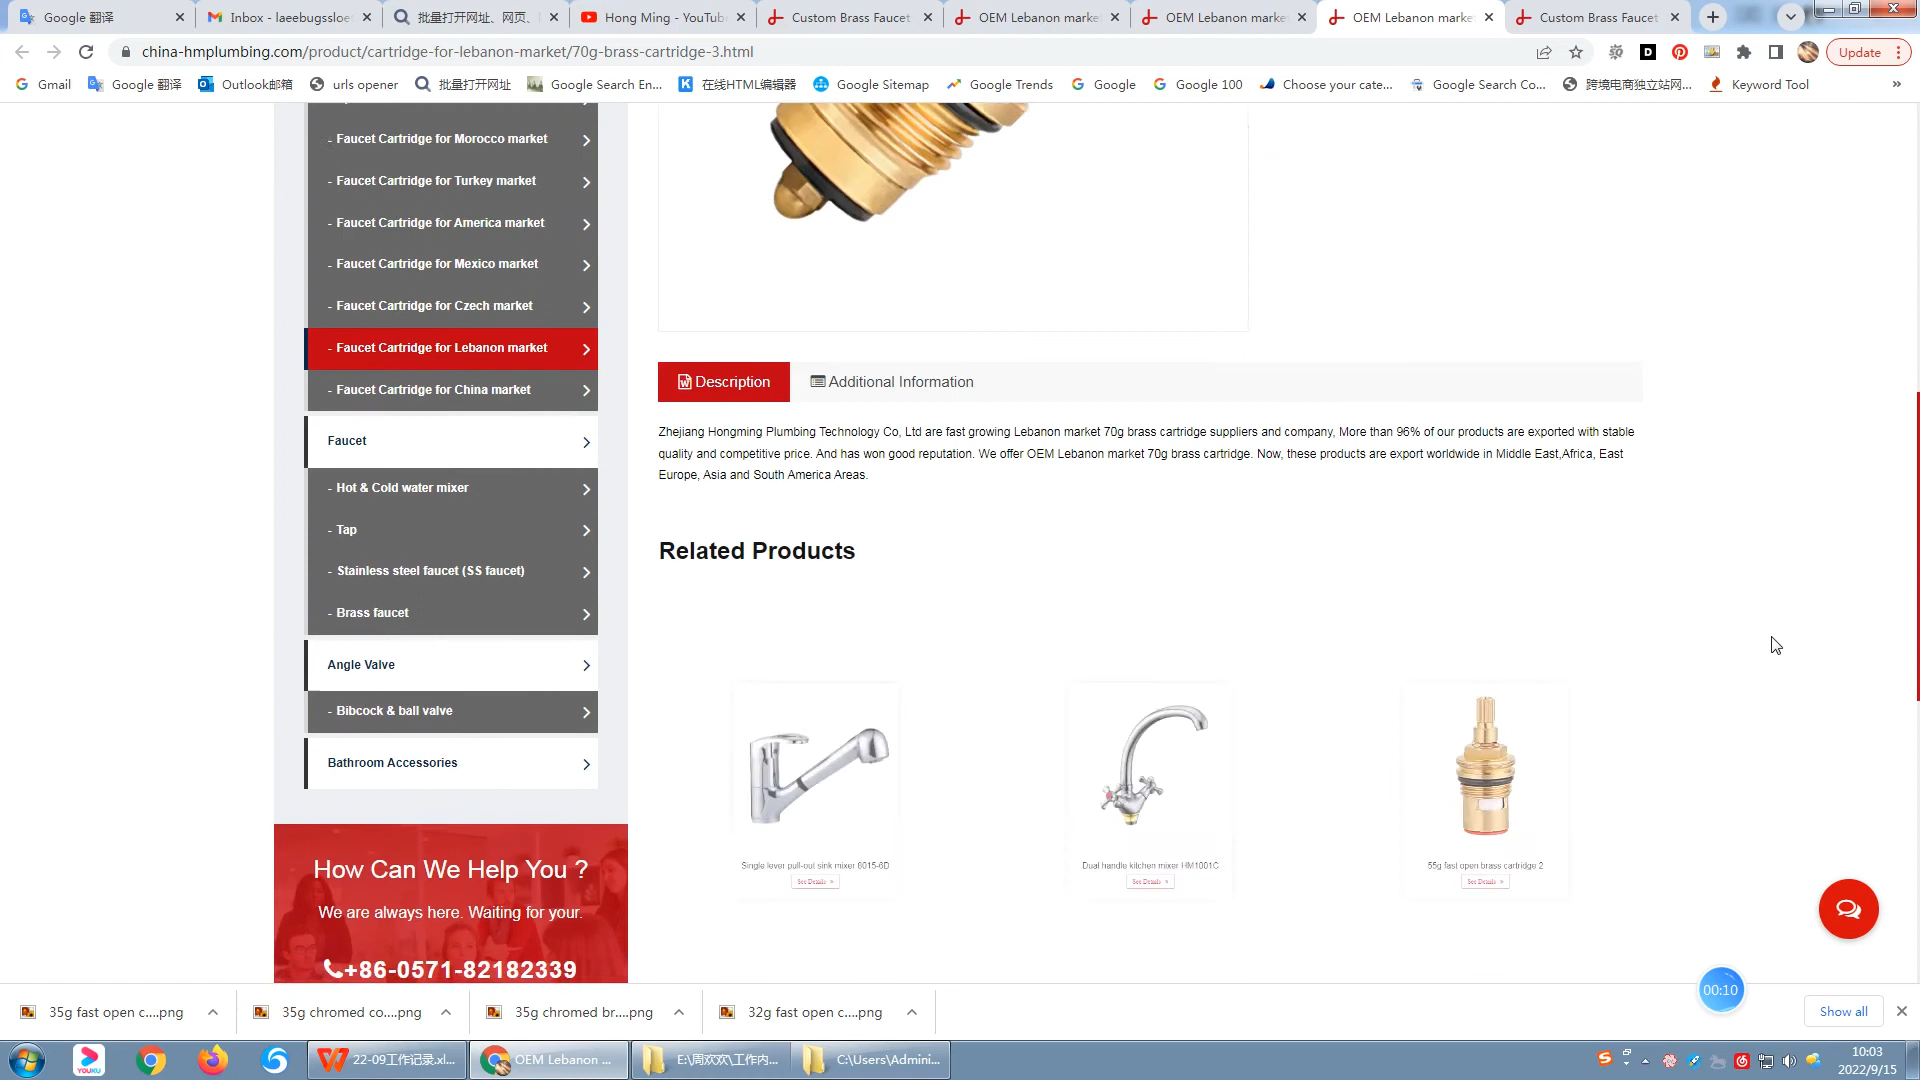 Google 翻译
Inbox - laeebugssloe
批量打开网址、网页、
Hong Ming - YouTub
Custom Brass Faucet
OEM Lebanon marke
OEM Lebanon marke
OEM Lebanon marke
Custom Brass Faucet
china-hmplumbing.com/product/cartridge-for-lebanon-market/70g-brass-cartridge-3.html
Update
Gmail
Google 翻译
Outlook邮箱
urls opener
批量打开网址
Google Search En...
在线HTML编辑器
Google Sitemap
Google Trends
Google
Google 100
Choose your cate...
Google Search Co...
跨境电商独立站网...
Keyword Tool
»
- Faucet Cartridge for Morocco market
- Faucet Cartridge for Turkey market
- Faucet Cartridge for America market
- Faucet Cartridge for Mexico market
- Faucet Cartridge for Czech market
- Faucet Cartridge for Lebanon market
- Faucet Cartridge for China market
Faucet
- Hot & Cold water mixer
- Tap
- Stainless steel faucet (SS faucet)
- Brass faucet
Angle Valve
- Bibcock & ball valve
Bathroom Accessories
How Can We Help You ?
We are always here. Waiting for your.
+86-0571-82182339
Description
Additional Information
Zhejiang Hongming Plumbing Technology Co, Ltd are fast growing Lebanon market 70g brass cartridge suppliers and company, More than 96% of our products are exported with stable
quality and competitive price. And has won good reputation. We offer OEM Lebanon market 70g brass cartridge. Now, these products are export worldwide in Middle East,Africa, East
Europe, Asia and South America Areas.
Related Products
Single lever pull-out sink mixer 8015-6D
See Details »
Dual handle kitchen mixer HM1001C
See Details »
55g fast open brass cartridge 2
See Details »
00:10
35g fast open c....png
35g chromed co....png
35g chromed br....png
32g fast open c....png
Show all
YOUKU
22-09工作记录.xl...
OEM Lebanon ...
E:\周欢欢\工作内...
C:\Users\Admini...
10:03
2022/9/15